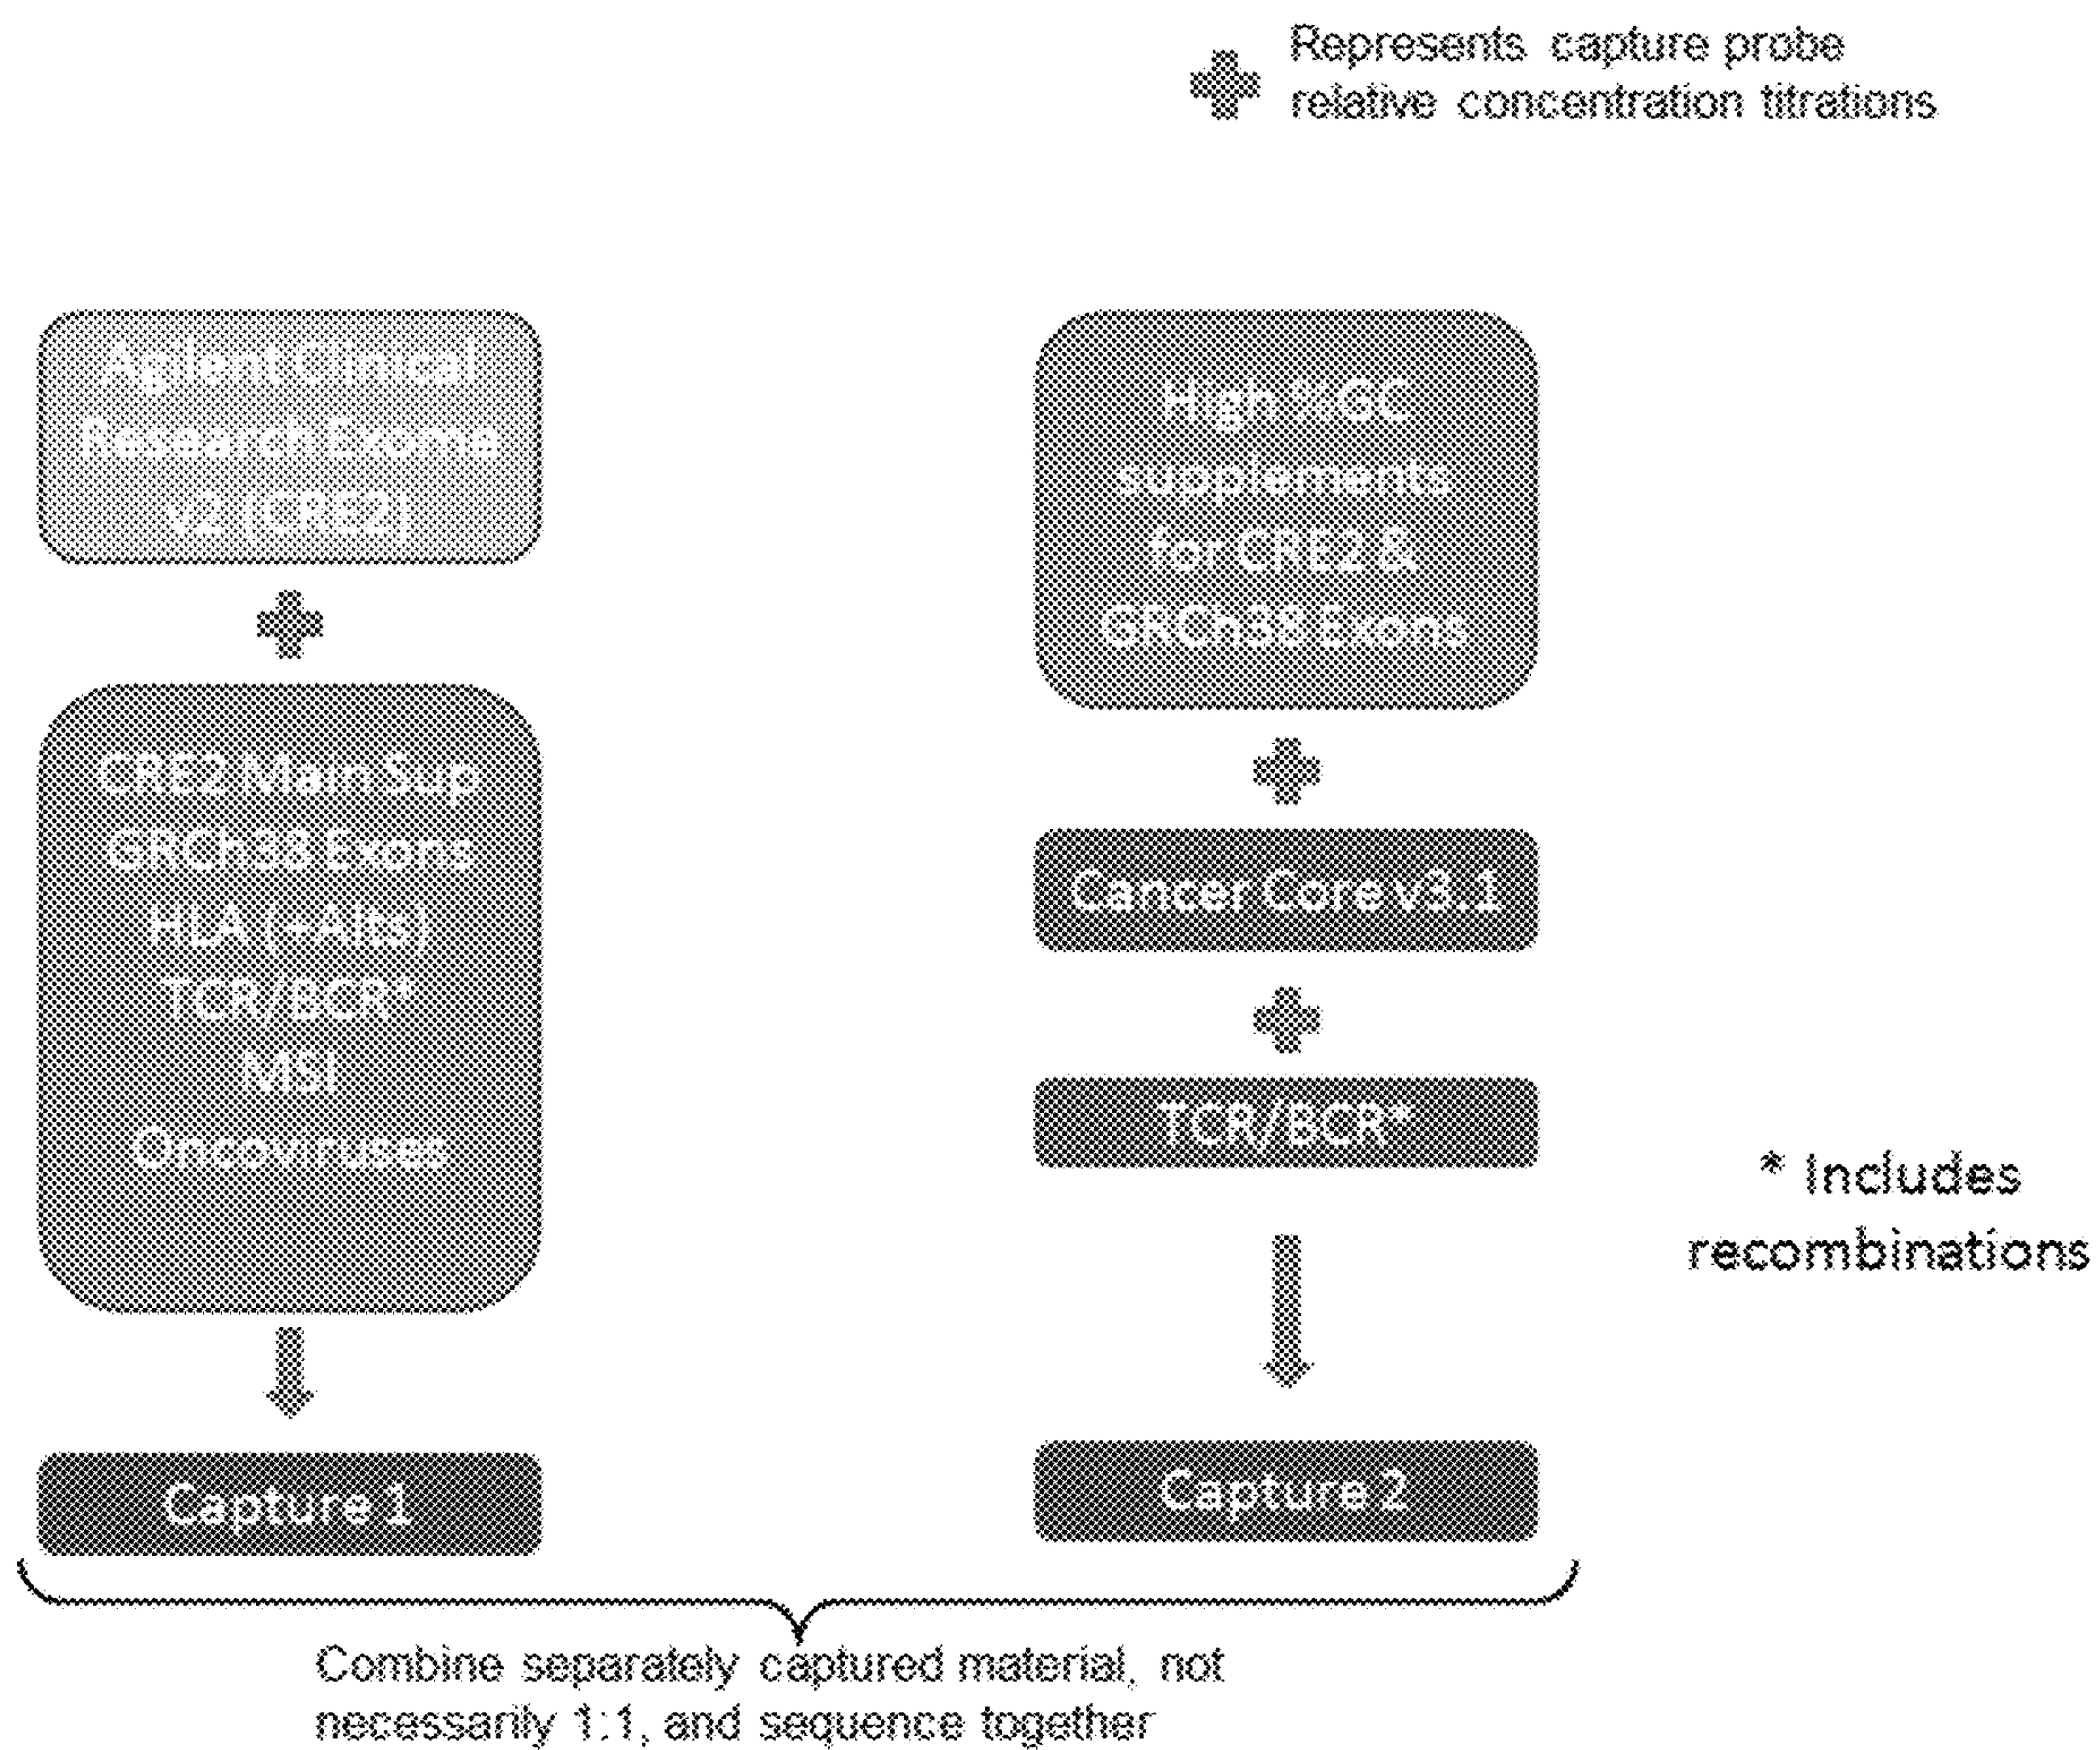 Represents capture probe
relative concentration titrations
Agilent Clinical
Research Exome
v2 (CRE2)
CRE2 Main Sup
GRCh38 Exons
HLA (+Alts)
TCR/BCR*
MSI
Oncoviruses
Capture 1
High %GC
supplements
for CRE2 &
GRCh38 Exons
Cancer Core v3.1
TCR/BCR*
Capture 2
* Includes
recombinations
Combine separately captured material, not
necessarily 1:1, and sequence together